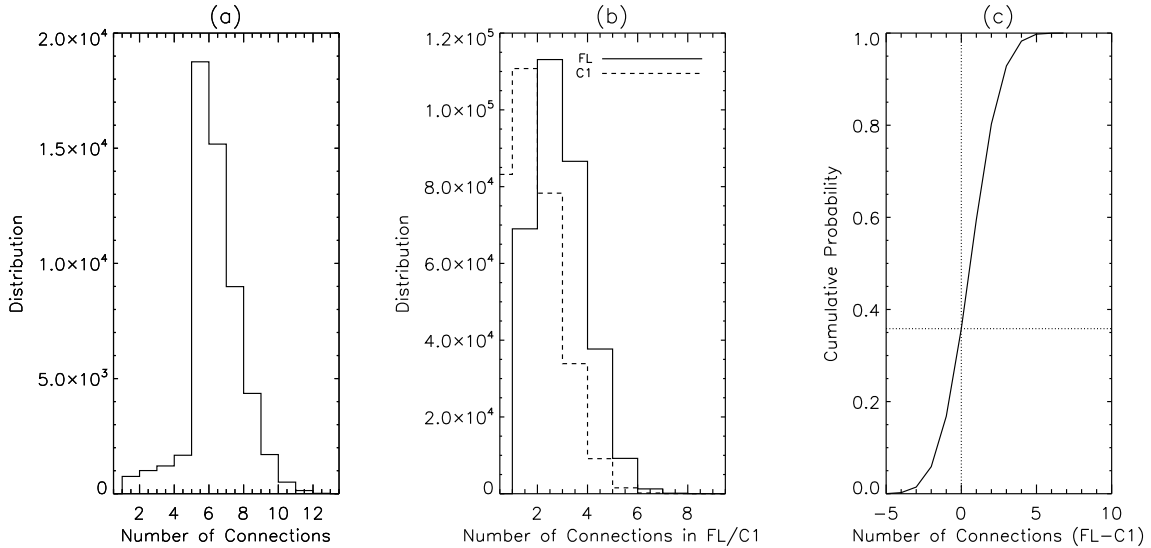 (a)
2.0×10⁴
1.5×10⁴
1.0×10⁴
5.0×10³
0
2 4 6 8 10 12
Number of Connections
Distribution
(b)
1.2×10⁵
1.0×10⁵
8.0×10⁴
6.0×10⁴
4.0×10⁴
2.0×10⁴
0
2 4 6 8
Number of Connections in FL/C1
Distribution
FL
C1
(c)
1.0
0.8
0.6
0.4
0.2
0.0
−5 0 5 10
Number of Connections (FL−C1)
Cumulative Probability